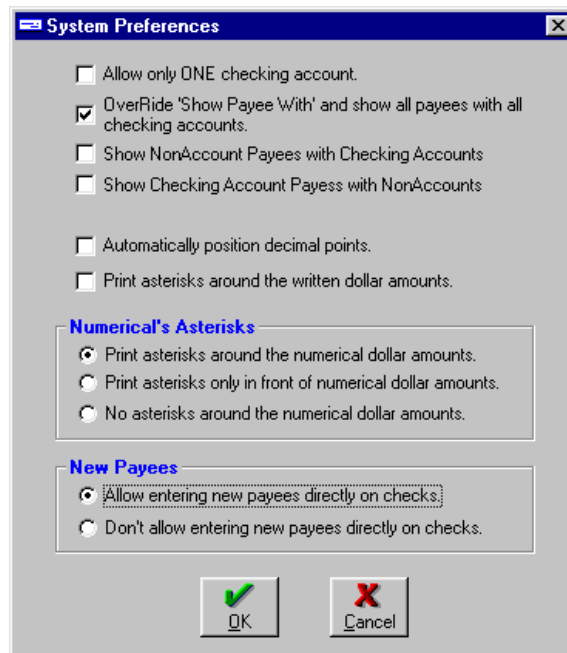 System Preferences
Allow only ONE checking account.
OverRide 'Show Payee With' and show all payees with all
checking accounts.
Show NonAccount Payees with Checking Accounts
Show Checking Account Payess with NonAccounts
Automatically position decimal points.
Print asterisks around the written dollar amounts.
Numerical's Asterisks
Print asterisks around the numerical dollar amounts.
Print asterisks only in front of numerical dollar amounts.
No asterisks around the numerical dollar amounts.
New Payees
Allow entering new payees directly on checks.
Don't allow entering new payees directly on checks.
OK
Cancel